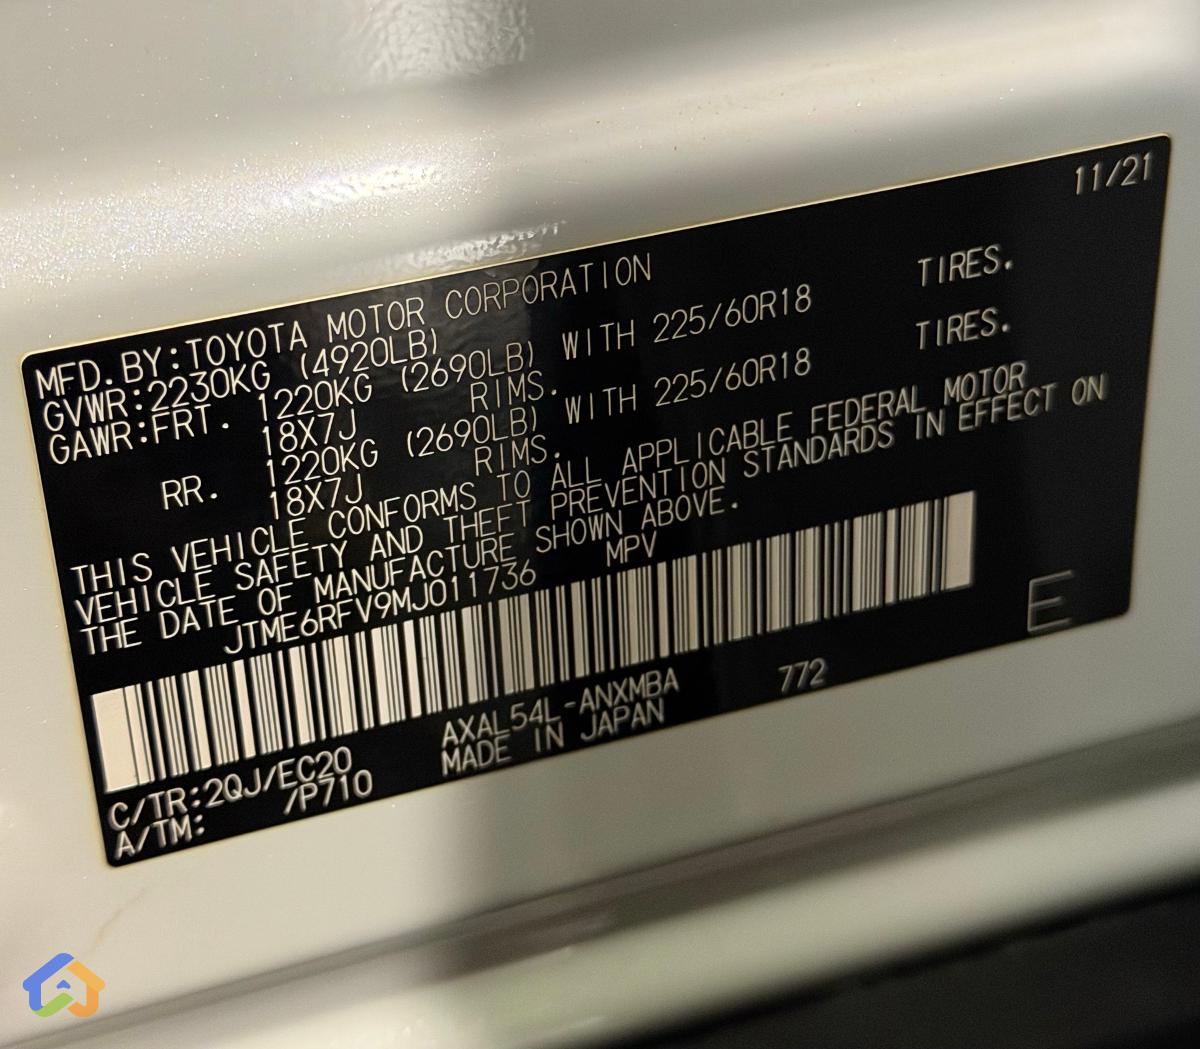 11/21
MFD.BY:TOYOTA MOTOR CORPORATION
GVWR:2230KG (4920LB)
GAWR:FRT. 1220KG (2690LB) WITH 225/60R18 TIRES.
18X7J RIMS.
RR. 1220KG (2690LB) WITH 225/60R18 TIRES.
18X7J RIMS.
THIS VEHICLE CONFORMS TO ALL APPLICABLE FEDERAL MOTOR
VEHICLE SAFETY AND THEFT PREVENTION STANDARDS IN EFFECT ON
THE DATE OF MANUFACTURE SHOWN ABOVE.
JTME6RFV9MJ011736 MPV
E
C/TR:2QJ/EC20 AXAL54L-ANXMBA 772
A/TM: /P710 MADE IN JAPAN